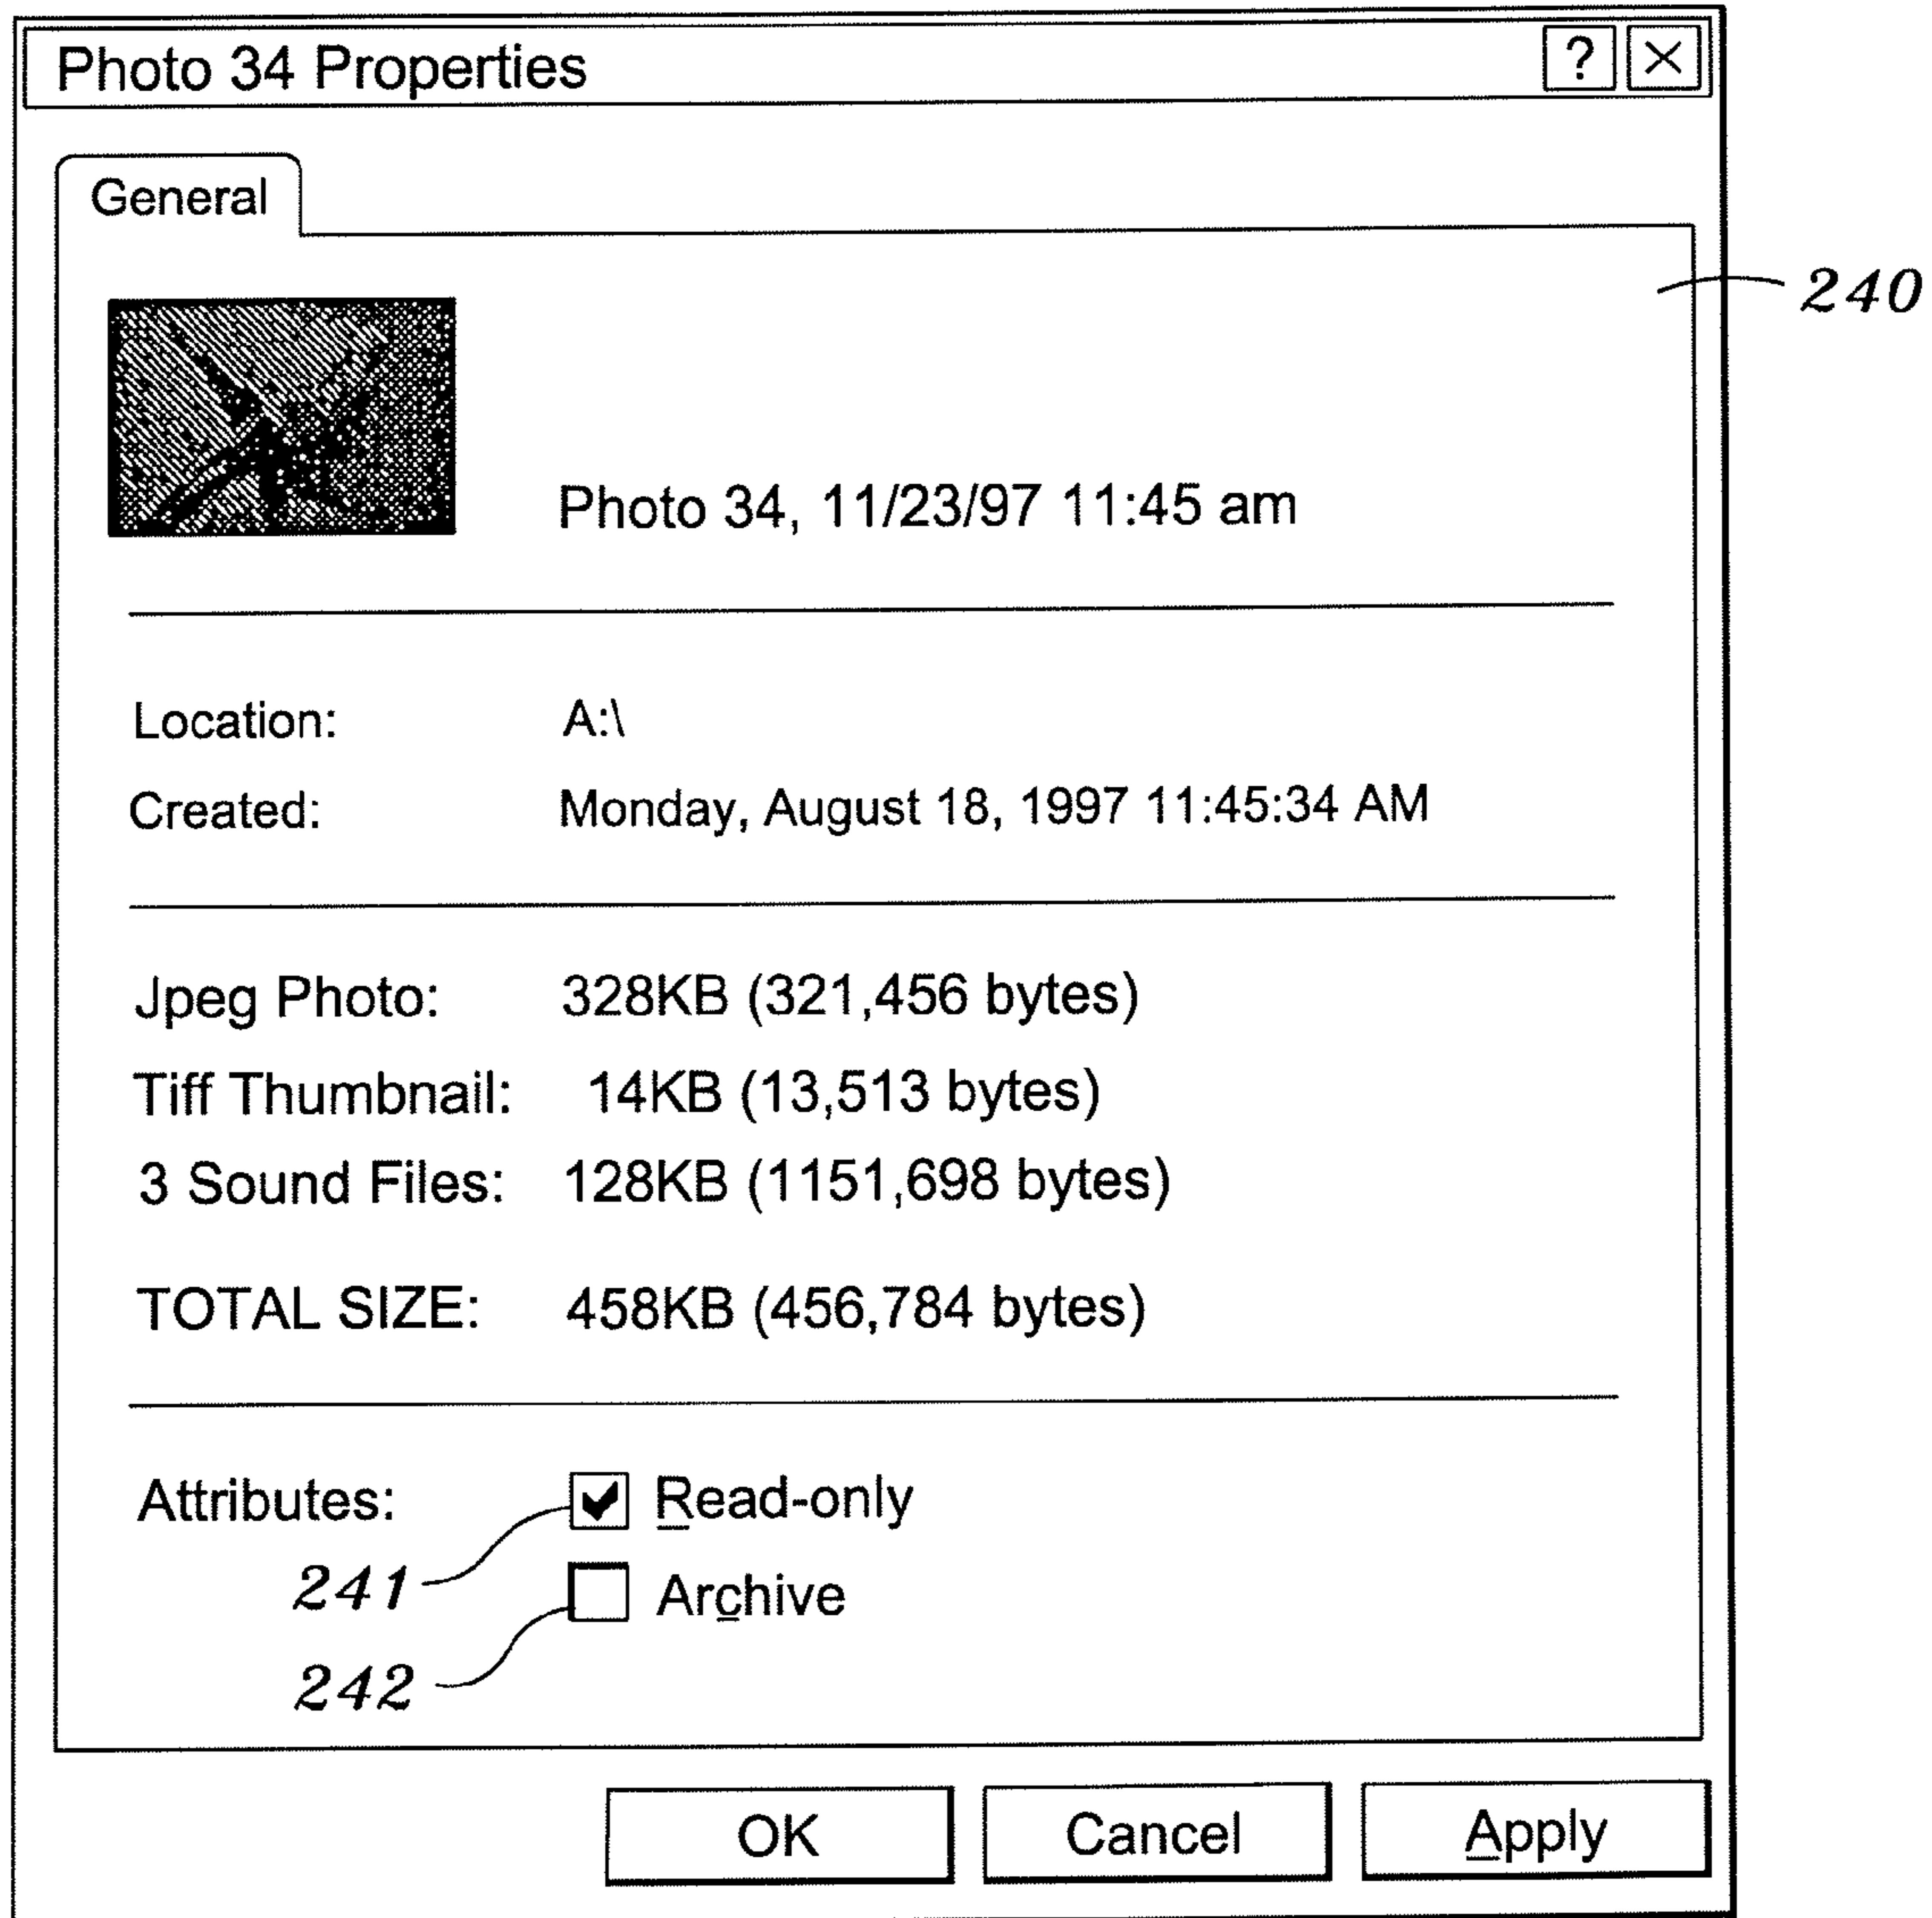 Photo 34 Properties ? ×
General
240
Photo 34, 11/23/97 11:45 am
Location: A:\
Created: Monday, August 18, 1997 11:45:34 AM
Jpeg Photo: 328KB (321,456 bytes)
Tiff Thumbnail: 14KB (13,513 bytes)
3 Sound Files: 128KB (1151,698 bytes)
TOTAL SIZE: 458KB (456,784 bytes)
Attributes: Read-only
241
Archive
242
OK Cancel Apply